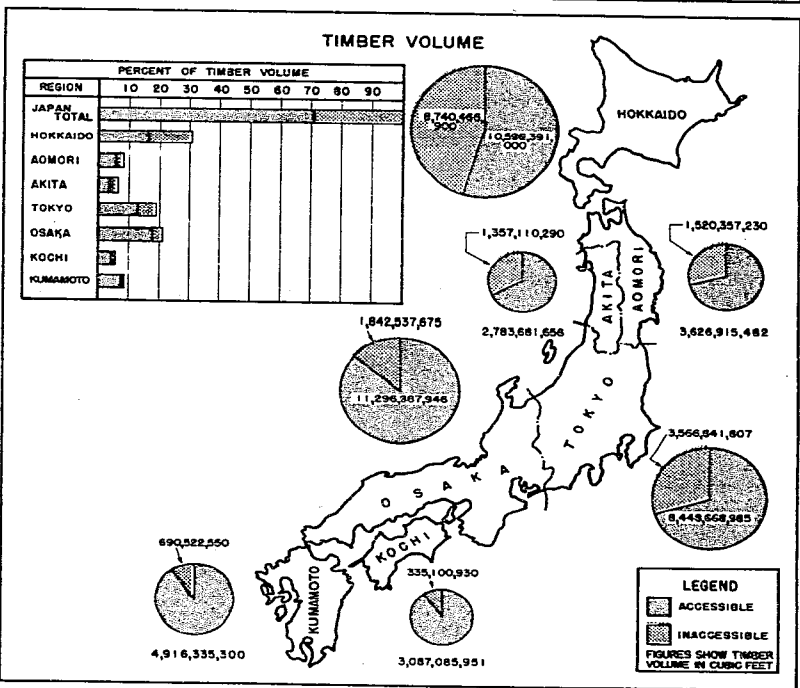 TIMBER VOLUME
PERCENT OF TIMBER VOLUME
REGION 10 20 30 40 50 60 70 80 90
JAPAN TOTAL
HOKKAIDO
AOMORI
AKITA
TOKYO
OSAKA
KOCHI
KUMAMOTO
8,740,466,
900
10,596,391,
000
HOKKAIDO
1,357,110,290
2,783,681,656
AKITA
AOMORI
1,520,357,230
3,626,915,462
1,842,537,675
11,296,387,946
TOKYO
3,566,841,807
8,443,668,985
OSAKA
KOCHI
KUMAMOTO
690,522,550
4,916,335,300
335,100,930
3,087,085,951
LEGEND
ACCESSIBLE
INACCESSIBLE
FIGURES SHOW TIMBER
VOLUME IN CUBIC FEET